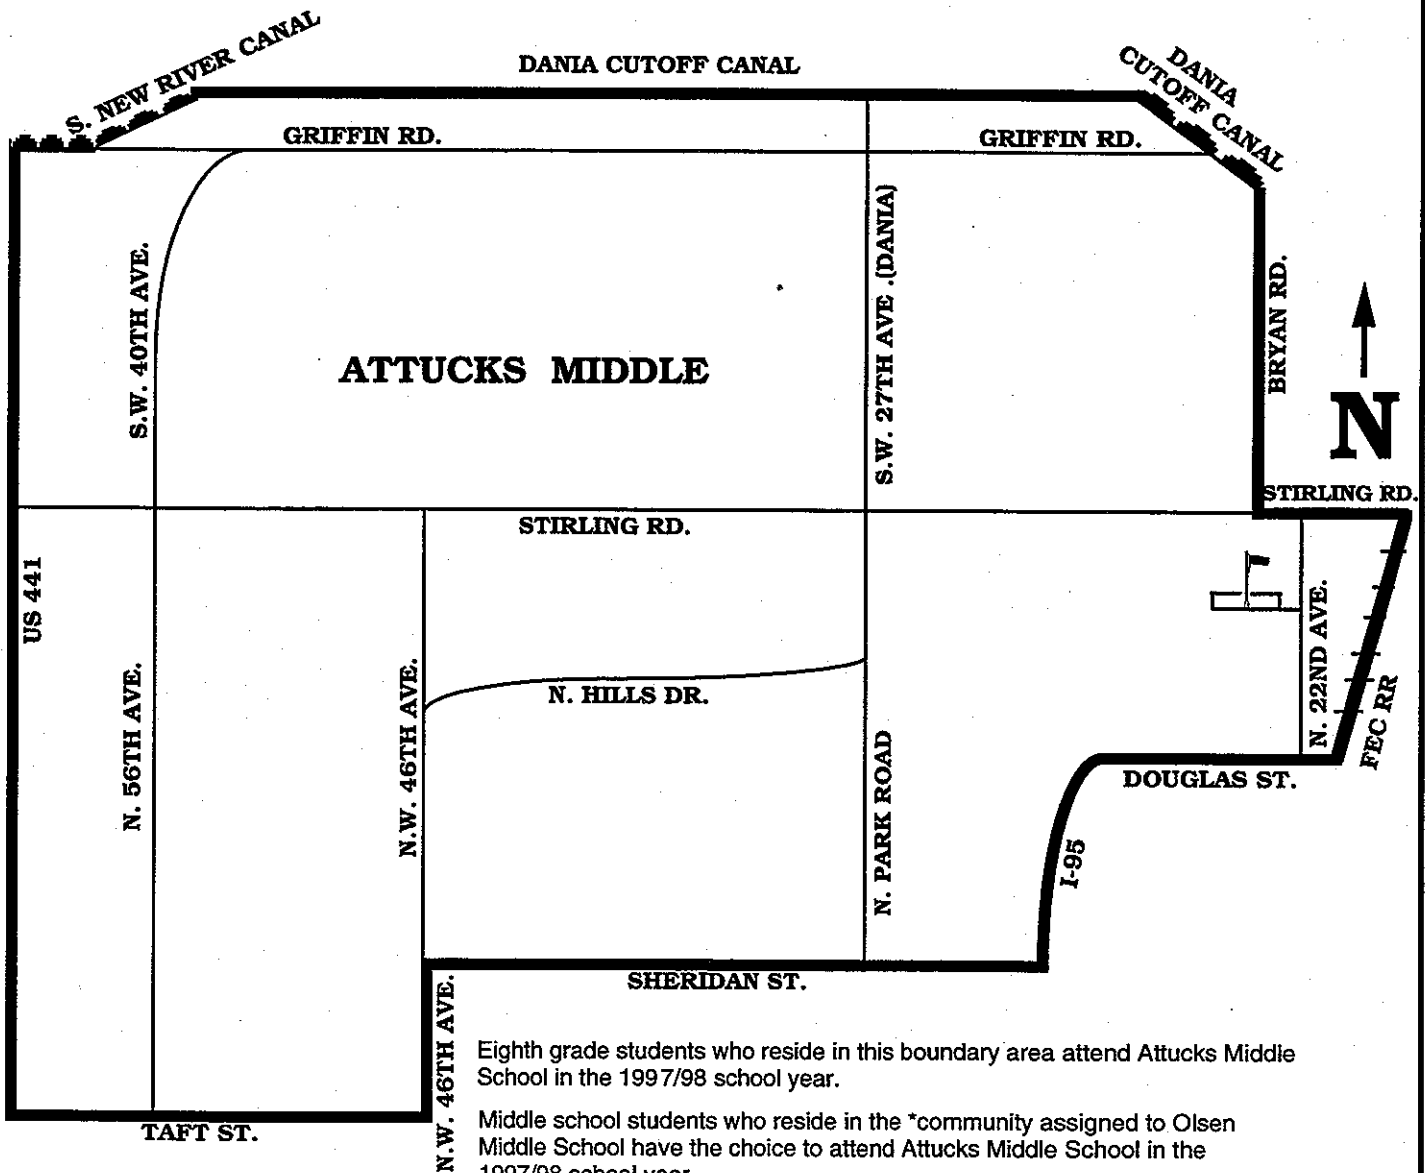 S. NEW RIVER CANAL
DANIA CUTOFF CANAL
DANIA
CUTOFF CANAL
GRIFFIN RD.
GRIFFIN RD.
S.W. 40TH AVE.
S.W. 27TH AVE .(DANIA)
BRYAN RD.
ATTUCKS MIDDLE
N
STIRLING RD.
STIRLING RD.
US 441
N. 56TH AVE.
N.W. 46TH AVE.
N. HILLS DR.
N. PARK ROAD
N. 22ND AVE.
FEC RR
DOUGLAS ST.
I-95
SHERIDAN ST.
N.W. 46TH AVE.
TAFT ST.
Eighth grade students who reside in this boundary area attend Attucks Middle
School in the 1997/98 school year.
Middle school students who reside in the *community assigned to Olsen
Middle School have the choice to attend Attucks Middle School in the
1997/98 school year